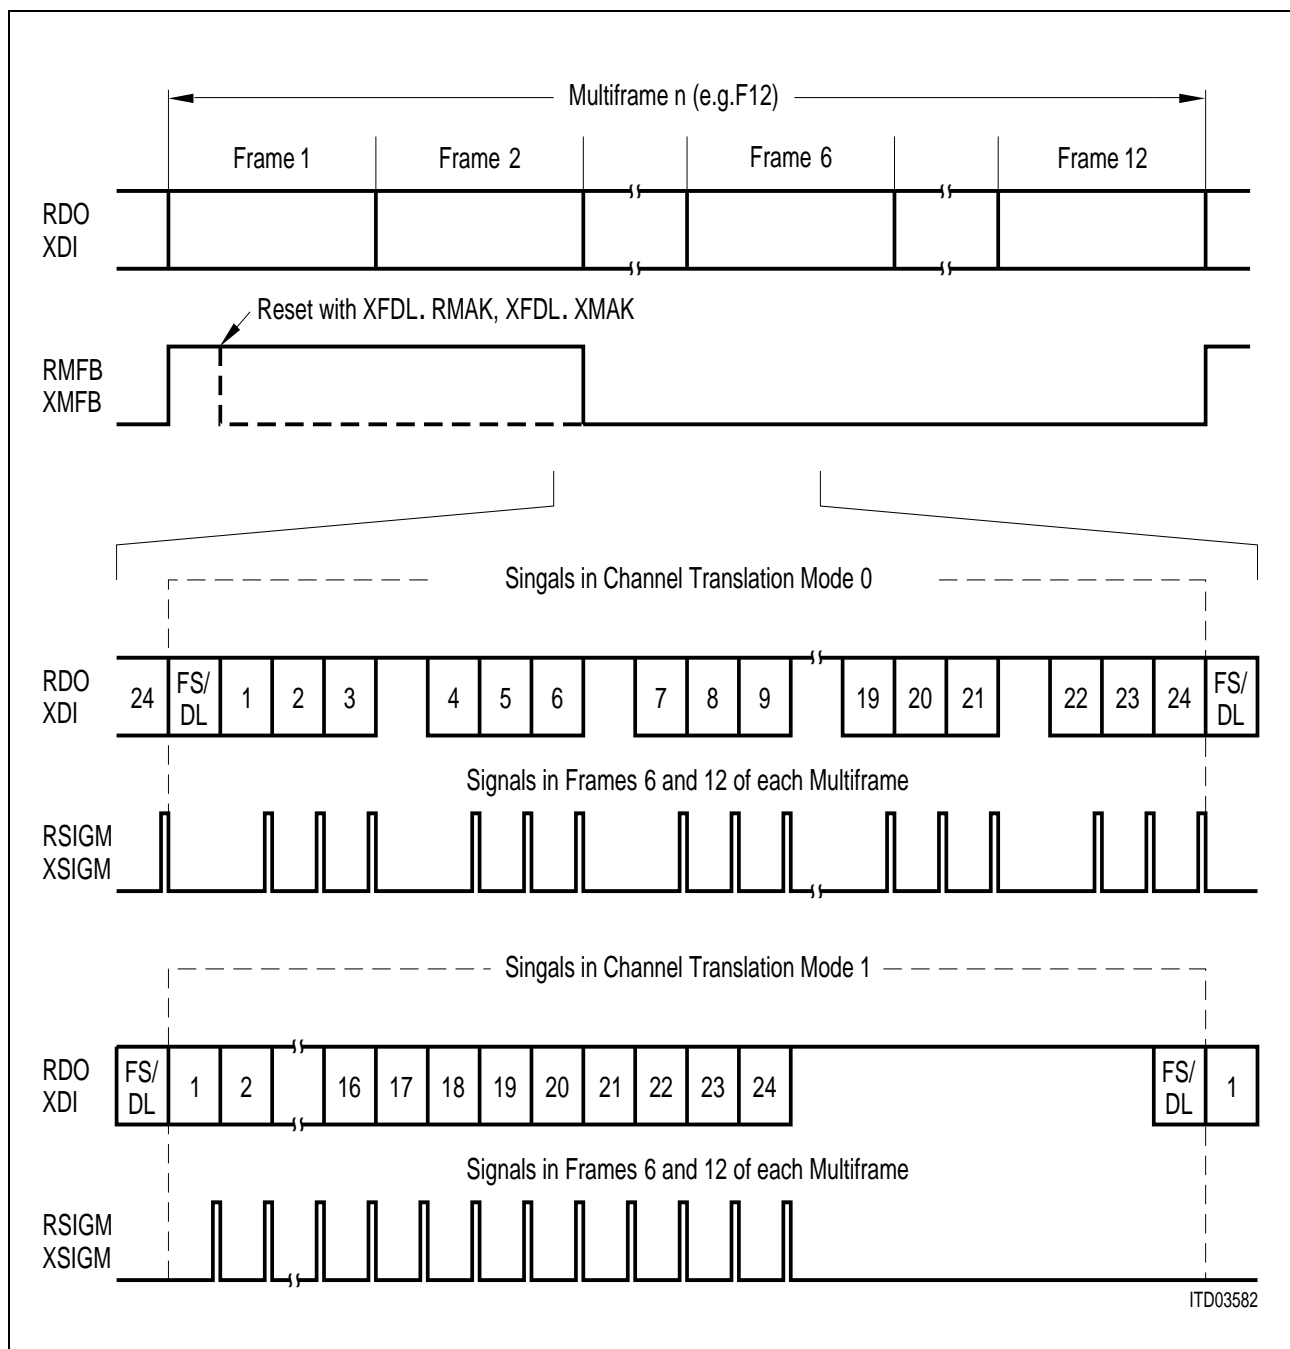 Multiframe n (e.g.F12)
Frame 1 Frame 2 Frame 6 Frame 12
RDO
XDI
Reset with XFDL. RMAK, XFDL. XMAK
RMFB
XMFB
Singals in Channel Translation Mode 0
RDO
XDI
24 FS/DL 1 2 3 4 5 6 7 8 9 19 20 21 22 23 24 FS/DL
Signals in Frames 6 and 12 of each Multiframe
RSIGM
XSIGM
Singals in Channel Translation Mode 1
RDO
XDI
FS/DL 1 2 16 17 18 19 20 21 22 23 24 FS/DL 1
Signals in Frames 6 and 12 of each Multiframe
RSIGM
XSIGM
ITD03582